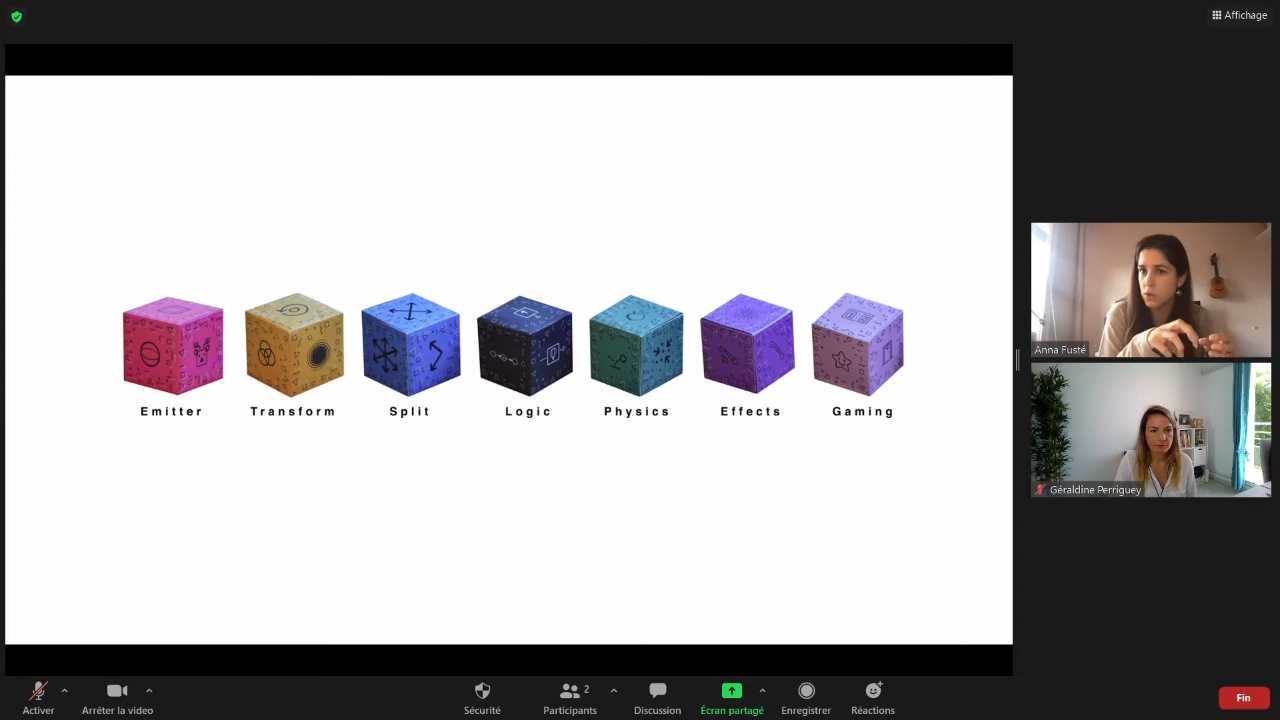 Affichage
Emitter Transform Split Logic Physics Effects Gaming
Anna Fusté
Géraldine Perriguey
Activer Arrêter la video Sécurité Participants 2 Discussion Écran partagé Enregistrer Réactions Fin